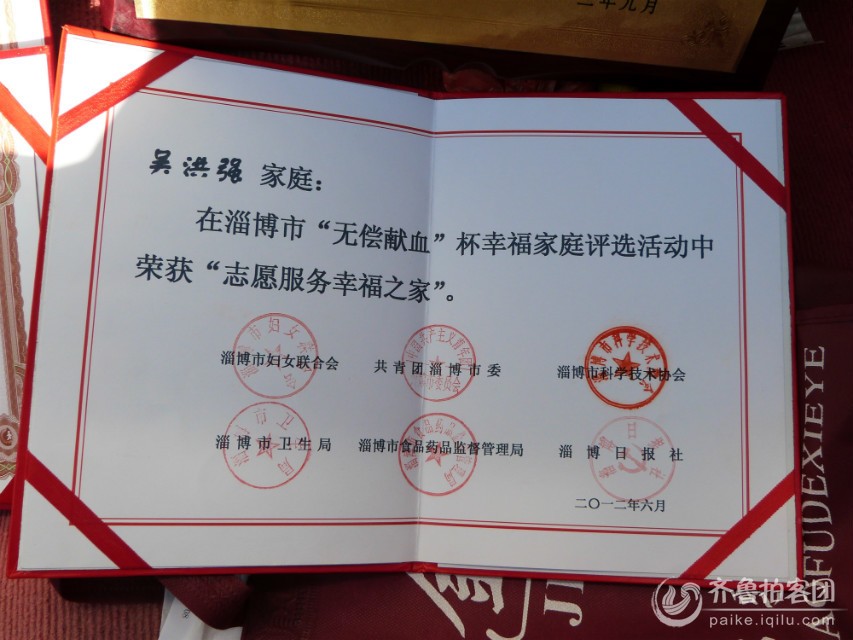 二年九月
吴洪强 家庭：
在淄博市“无偿献血”杯幸福家庭评选活动中
荣获“志愿服务幸福之家”。
淄博市妇女联合会 共青团淄博市委 淄博市科学技术协会
淄博市卫生局 淄博市食品药品监督管理局 淄博日报社
二〇一二年六月
AOFUDEXIEYE
齐鲁拍客团
paike.iqilu.com